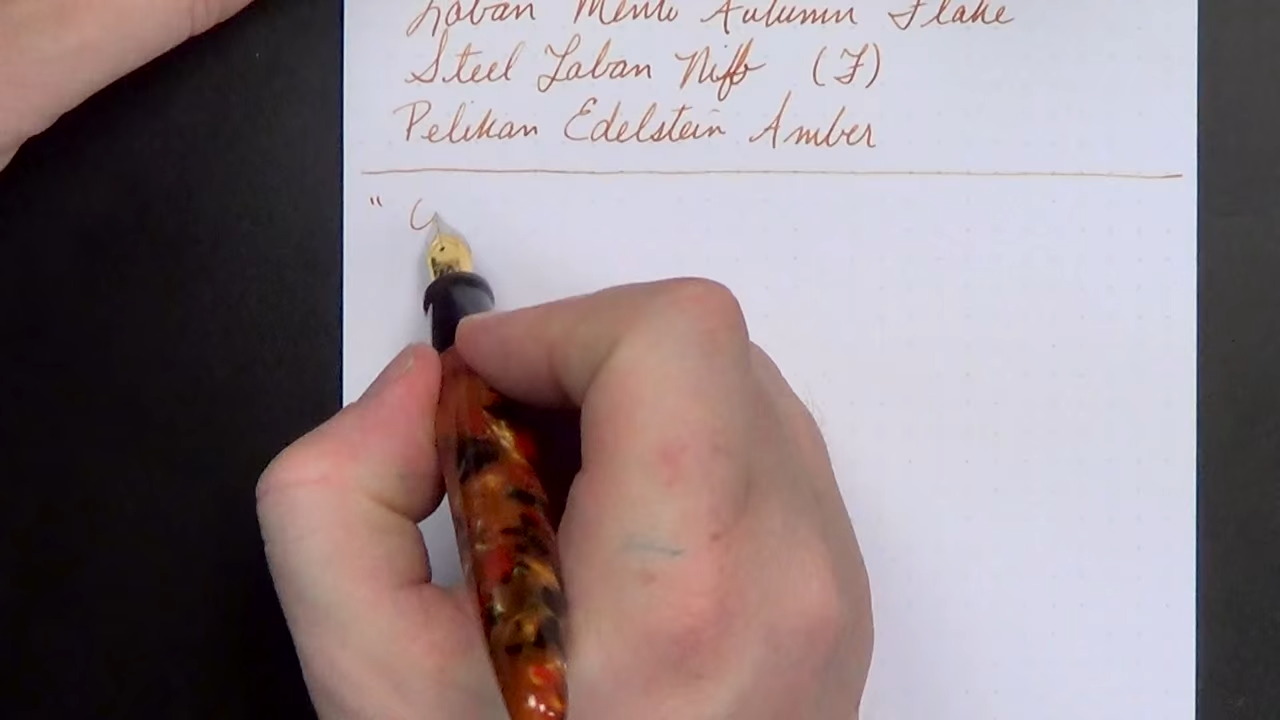 Laban Mento Autumn Flake
Steel Laban Nib (F)
Pelikan Edelstein Amber
"